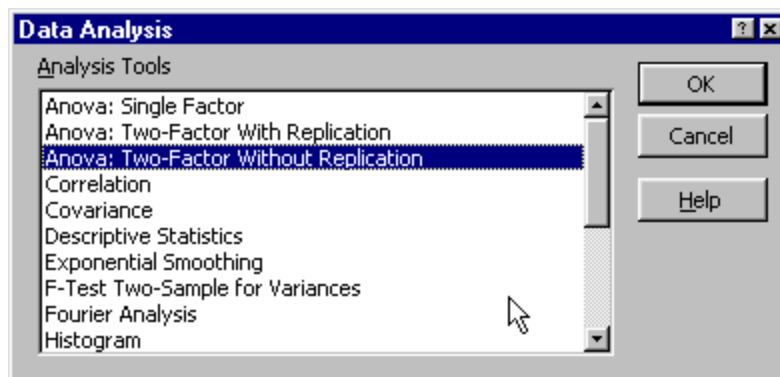 Data Analysis
?
Analysis Tools
OK
Anova: Single Factor
Anova: Two-Factor With Replication
Cancel
Anova: Two-Factor Without Replication
Correlation
Help
Covariance
Descriptive Statistics
Exponential Smoothing
F-Test Two-Sample for Variances
Fourier Analysis
Histogram